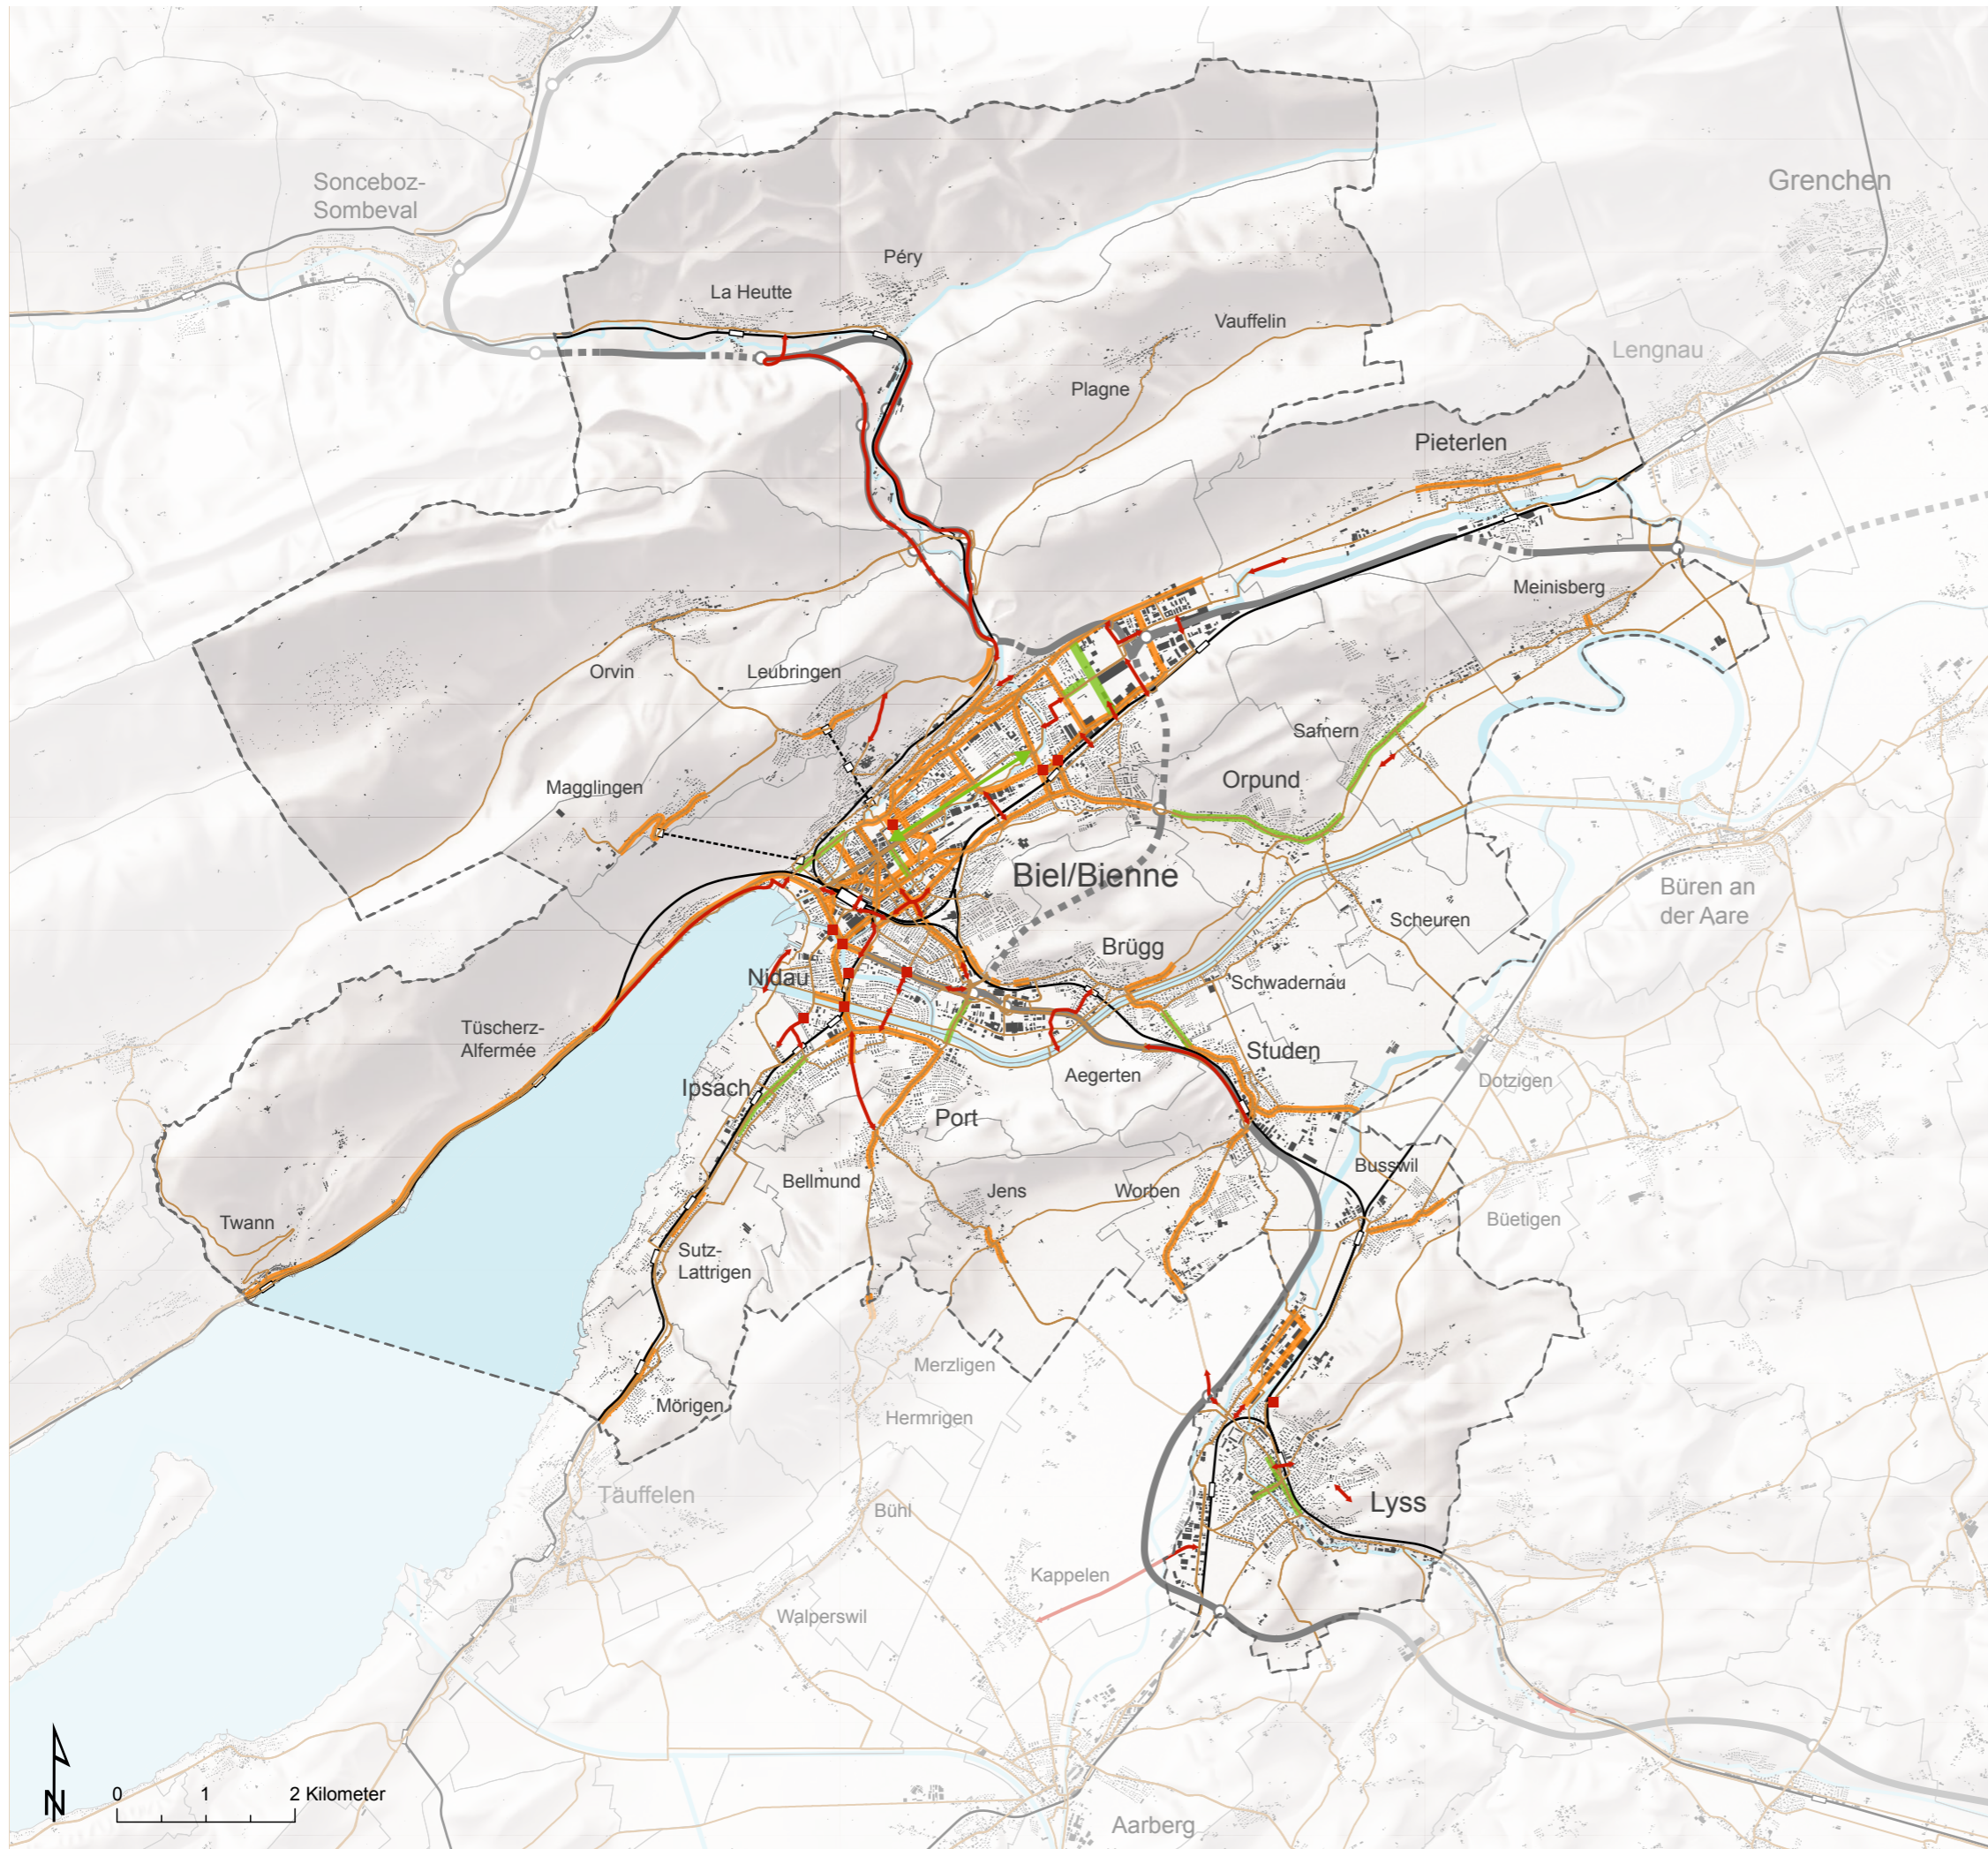 Grenchen
Sonceboz-
Sombeval
Péry
La Heutte
Vauffelin
Lengnau
Plagne
Pieterlen
Meinisberg
Orvin
Leubringen
Safnern
Orpund
Magglingen
Biel/Bienne
Büren an
der Aare
Scheuren
Brügg
Nidau
Schwadernau
Tüscherz-
Alfermée
Studen
Aegerten
Dotzigen
Ipsach
Port
Busswil
Bellmund
Jens
Worben
Twann
Büetigen
Sutz-
Lattrigen
Merzligen
Mörigen
Hermrigen
Täuffelen
Bühl
Lyss
Kappelen
Walperswil
N
0 1 2 Kilometer
Aarberg